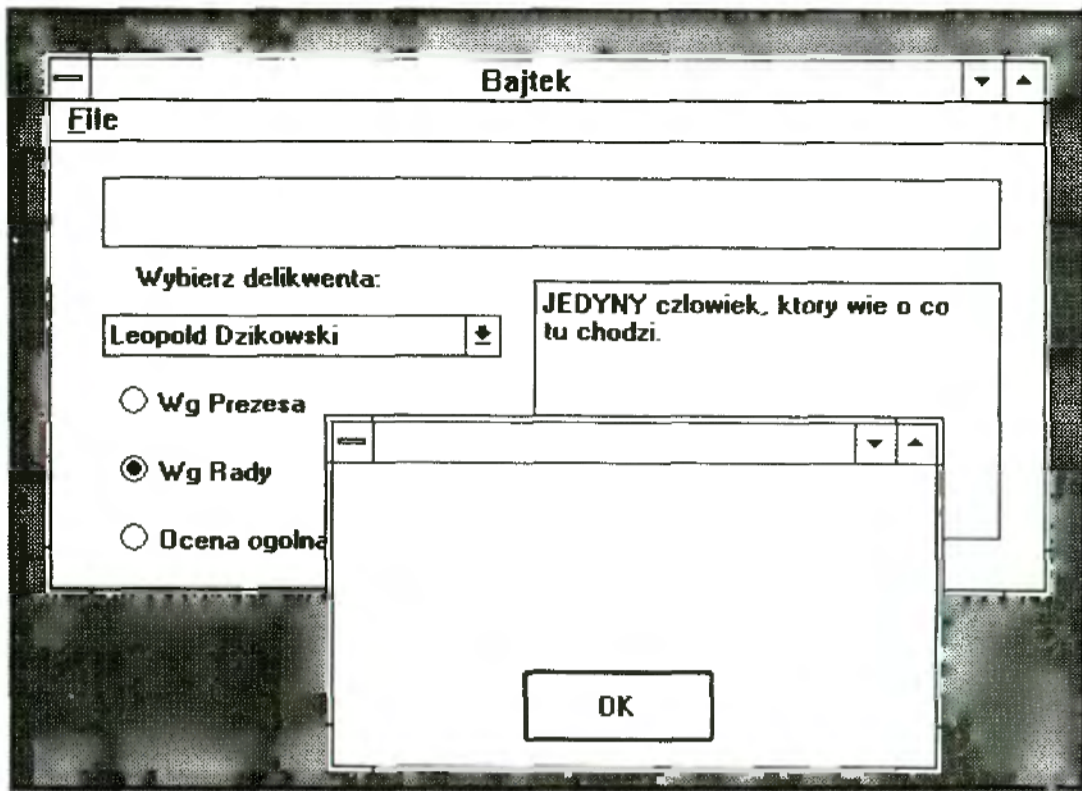 Bajtek
File
Wybierz delikwenta:
Leopold Dzikowski
JEDYNY czlowiek, ktory wie o co
tu chodzi.
Wg Prezesa
Wg Rady
Ocena ogolna
OK